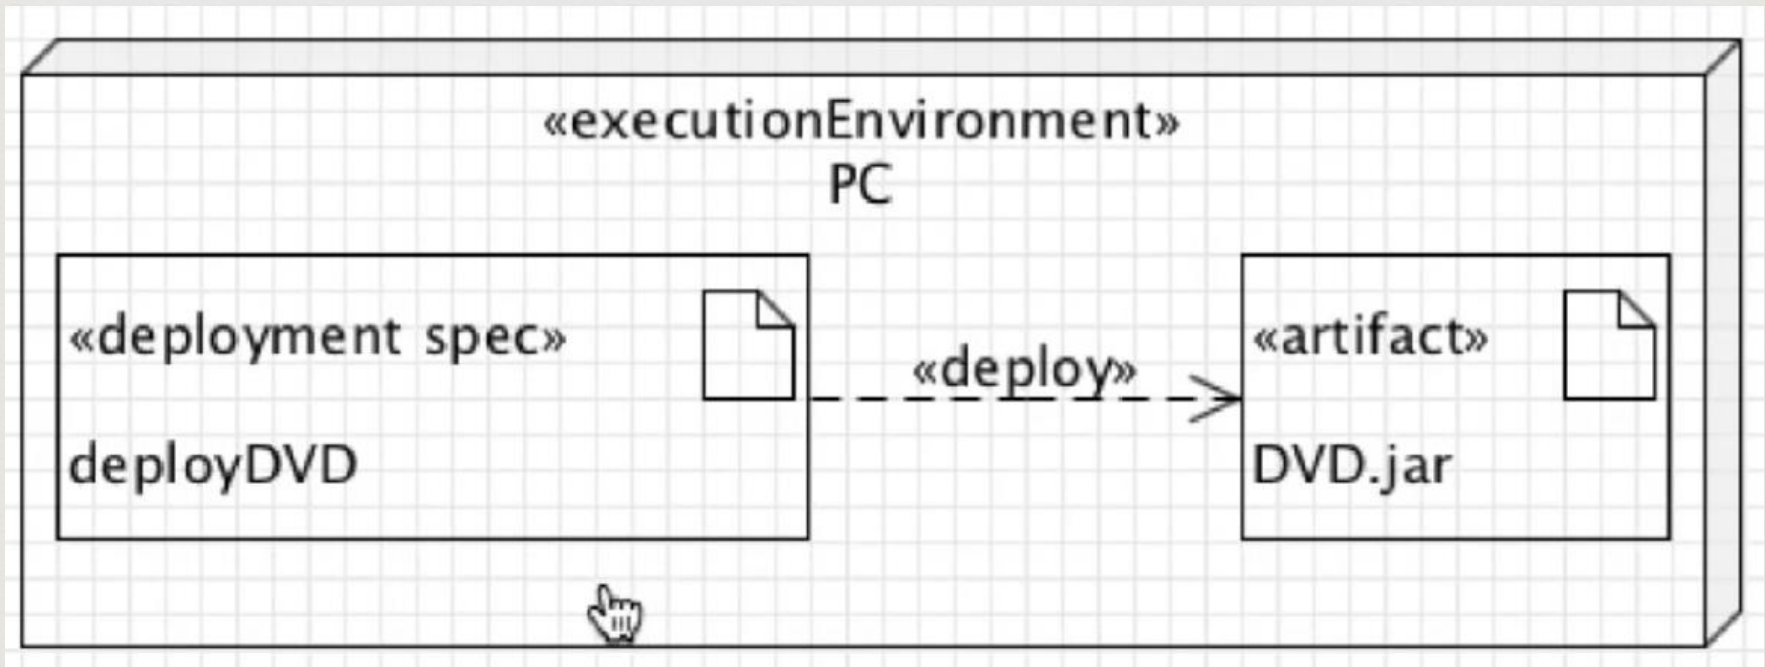 «executionEnvironment»
PC
«deployment spec»
deployDVD
«deploy»
«artifact»
DVD.jar